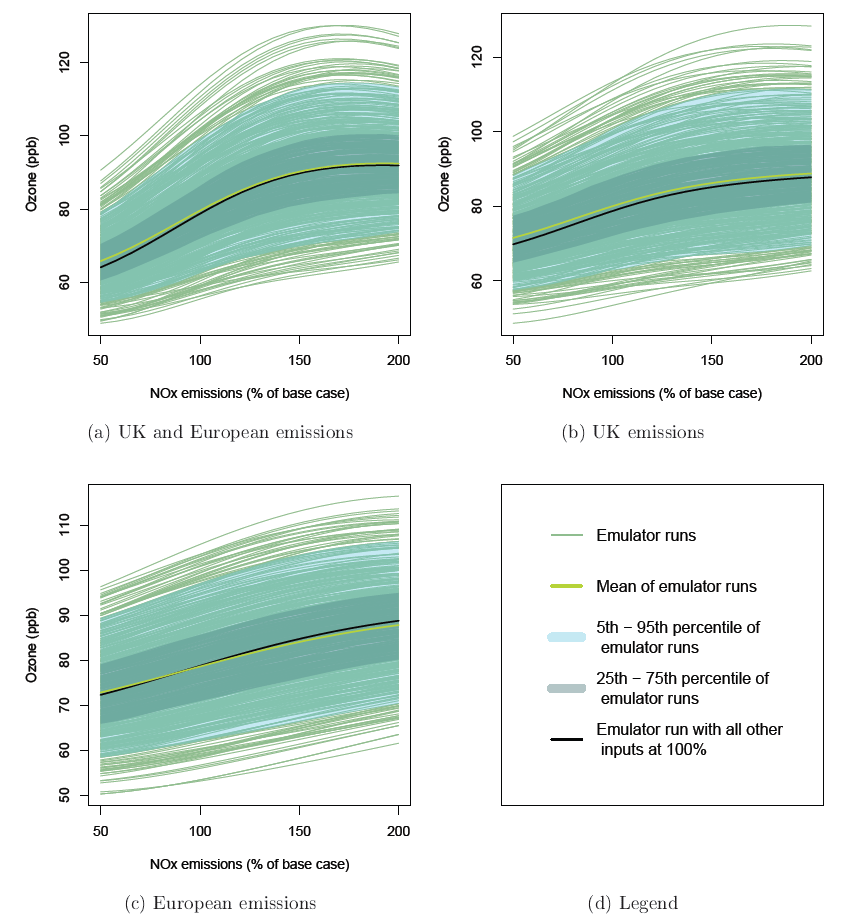 120
100
80
60
Ozone (ppb)
50 100 150 200
NOx emissions (% of base case)
(a) UK and European emissions
120
100
80
60
Ozone (ppb)
50 100 150 200
NOx emissions (% of base case)
(b) UK emissions
110
100
90
80
70
60
50
Ozone (ppb)
50 100 150 200
NOx emissions (% of base case)
(c) European emissions
Emulator runs
Mean of emulator runs
5th − 95th percentile of
emulator runs
25th − 75th percentile of
emulator runs
Emulator run with all other
inputs at 100%
(d) Legend